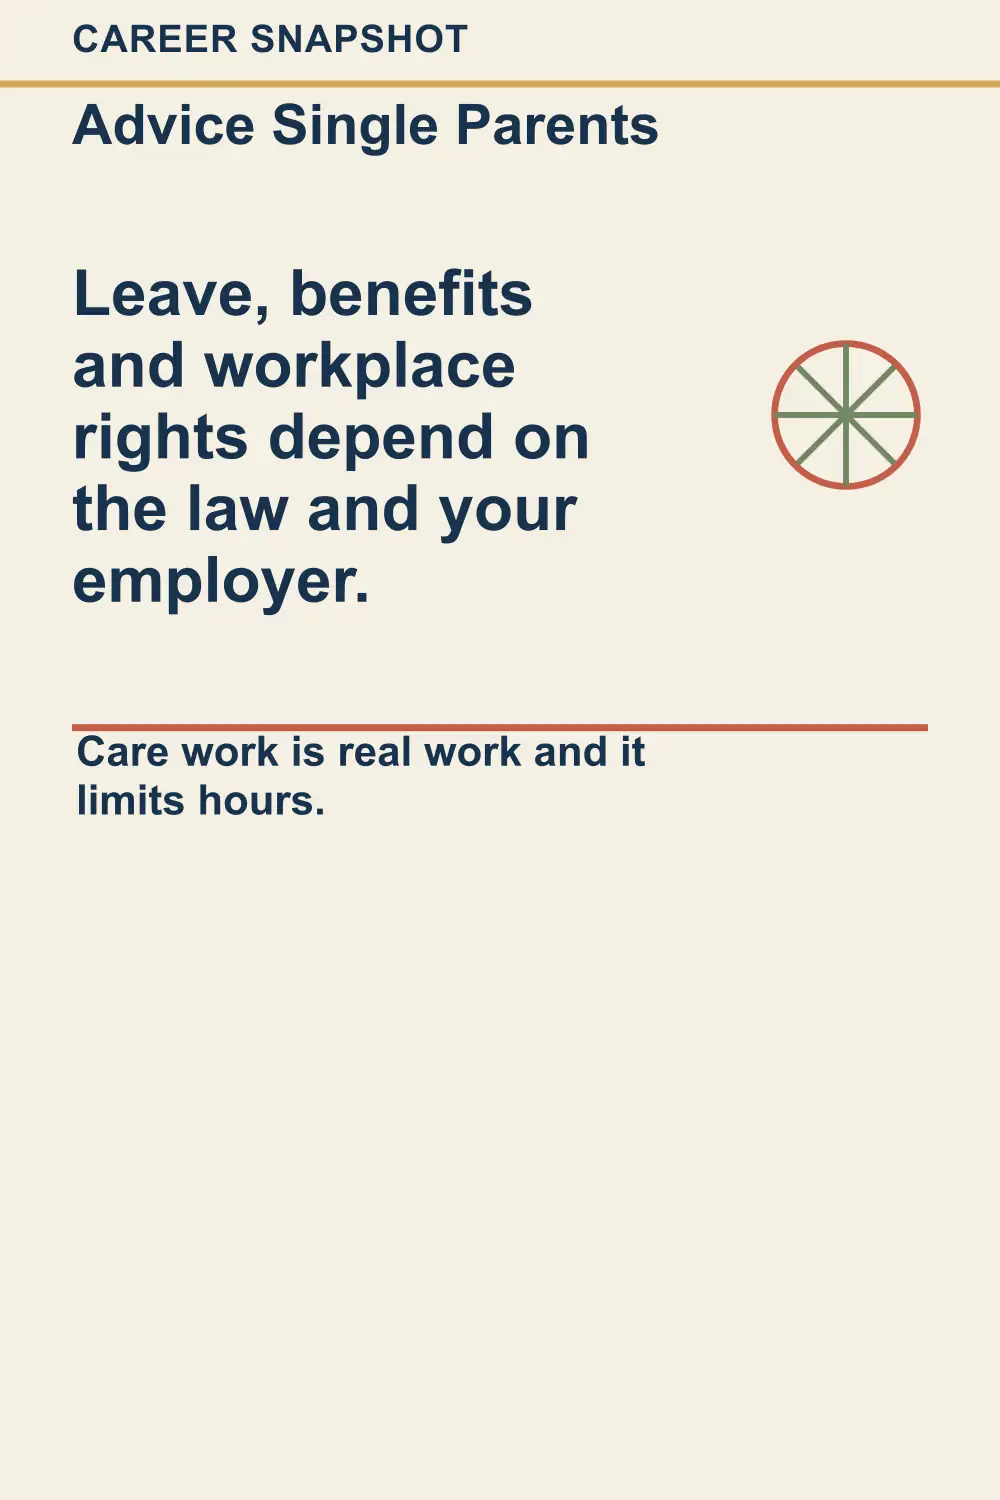 CAREER SNAPSHOT
Advice Single Parents
Leave, benefits
and workplace
rights depend on
the law and your
employer.
Care work is real work and it
limits hours.